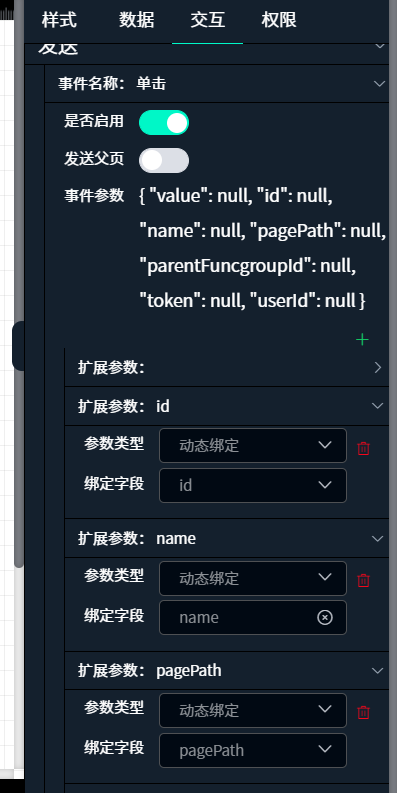 样式 数据 交互 权限
发送
事件名称： 单击
是否启用
发送父页
事件参数 { "value": null, "id": null,
"name": null, "pagePath": null,
"parentFuncgroupId": null,
"token": null, "userId": null }
扩展参数：
扩展参数： id
参数类型 动态绑定
绑定字段 id
扩展参数： name
参数类型 动态绑定
绑定字段 name
扩展参数： pagePath
参数类型 动态绑定
绑定字段 pagePath